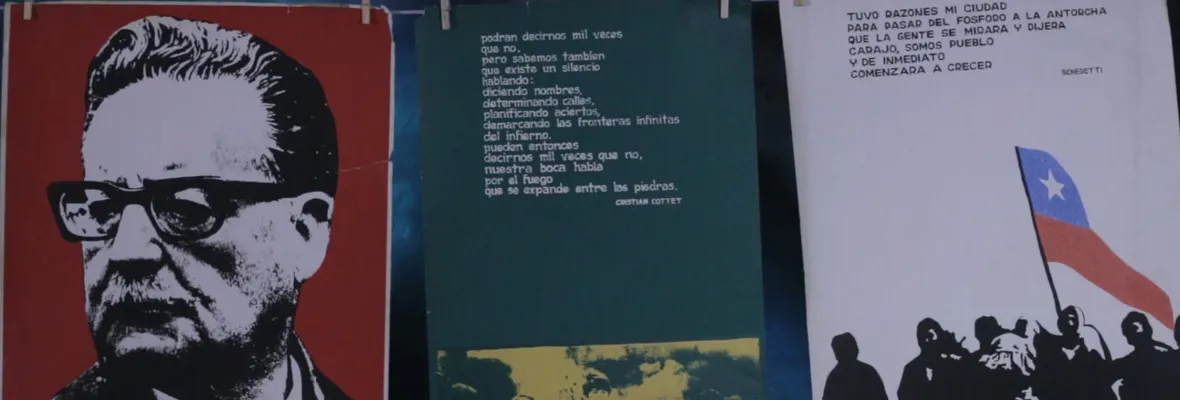 podran decirnos mil veces
que no,
pero sabemos tambien
que existe un silencio
hablando:
diciendo nombres,
determinando calles,
planificando aciertos,
demarcando las fronteras infinitas
del infierno.
pueden entonces
decirnos mil veces que no,
nuestra boca habla
por el fuego
que se expande entre las piedras.
CRISTIAN COTTET
TUVO RAZONES MI CIUDAD
PARA PASAR DEL FOSFORO A LA ANTORCHA
QUE LA GENTE SE MIRARA Y DIJERA
CARAJO, SOMOS PUEBLO
Y DE INMEDIATO
COMENZARA A CRECER
BENEDETTI